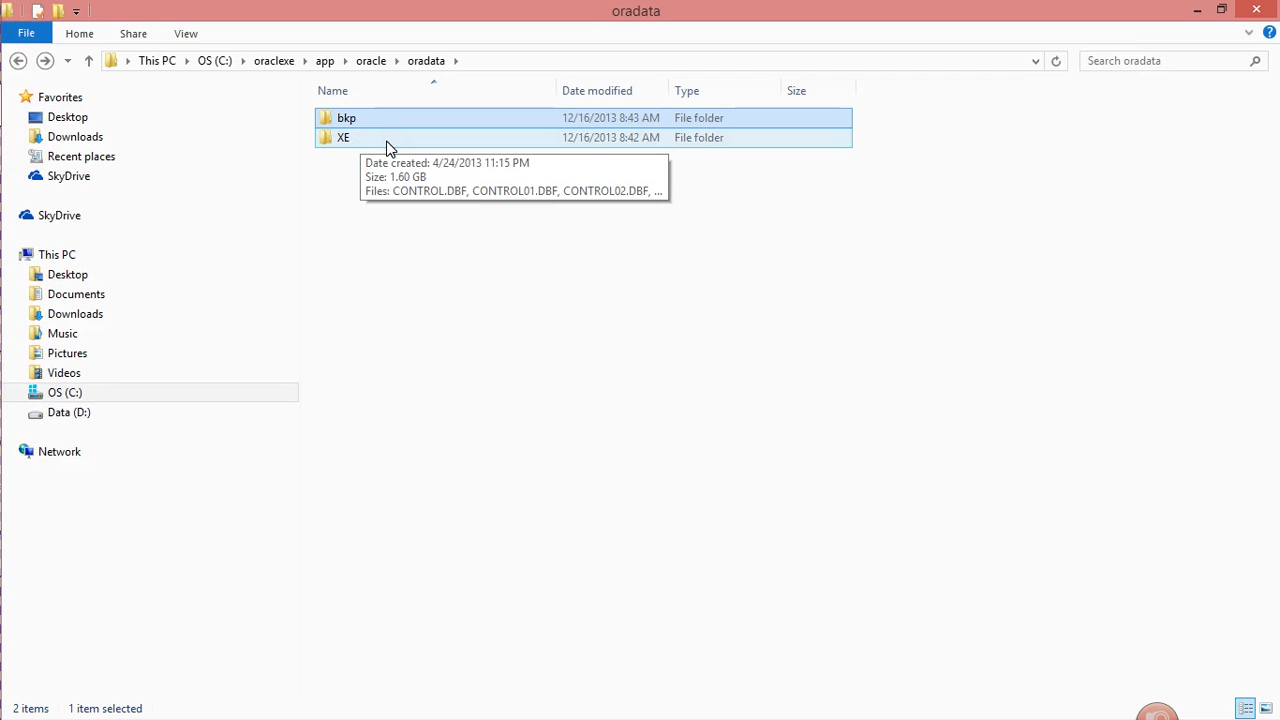 oradata
File Home Share View
This PC OS (C:) oraclexe app oracle oradata Search oradata
Name Date modified Type Size
Favorites
Desktop
Downloads
Recent places
SkyDrive
SkyDrive
This PC
Desktop
Documents
Downloads
Music
Pictures
Videos
OS (C:)
Data (D:)
Network
bkp 12/16/2013 8:43 AM File folder
XE 12/16/2013 8:42 AM File folder
Date created: 4/24/2013 11:15 PM
Size: 1.60 GB
Files: CONTROL.DBF, CONTROL01.DBF, CONTROL02.DBF, ...
2 items 1 item selected